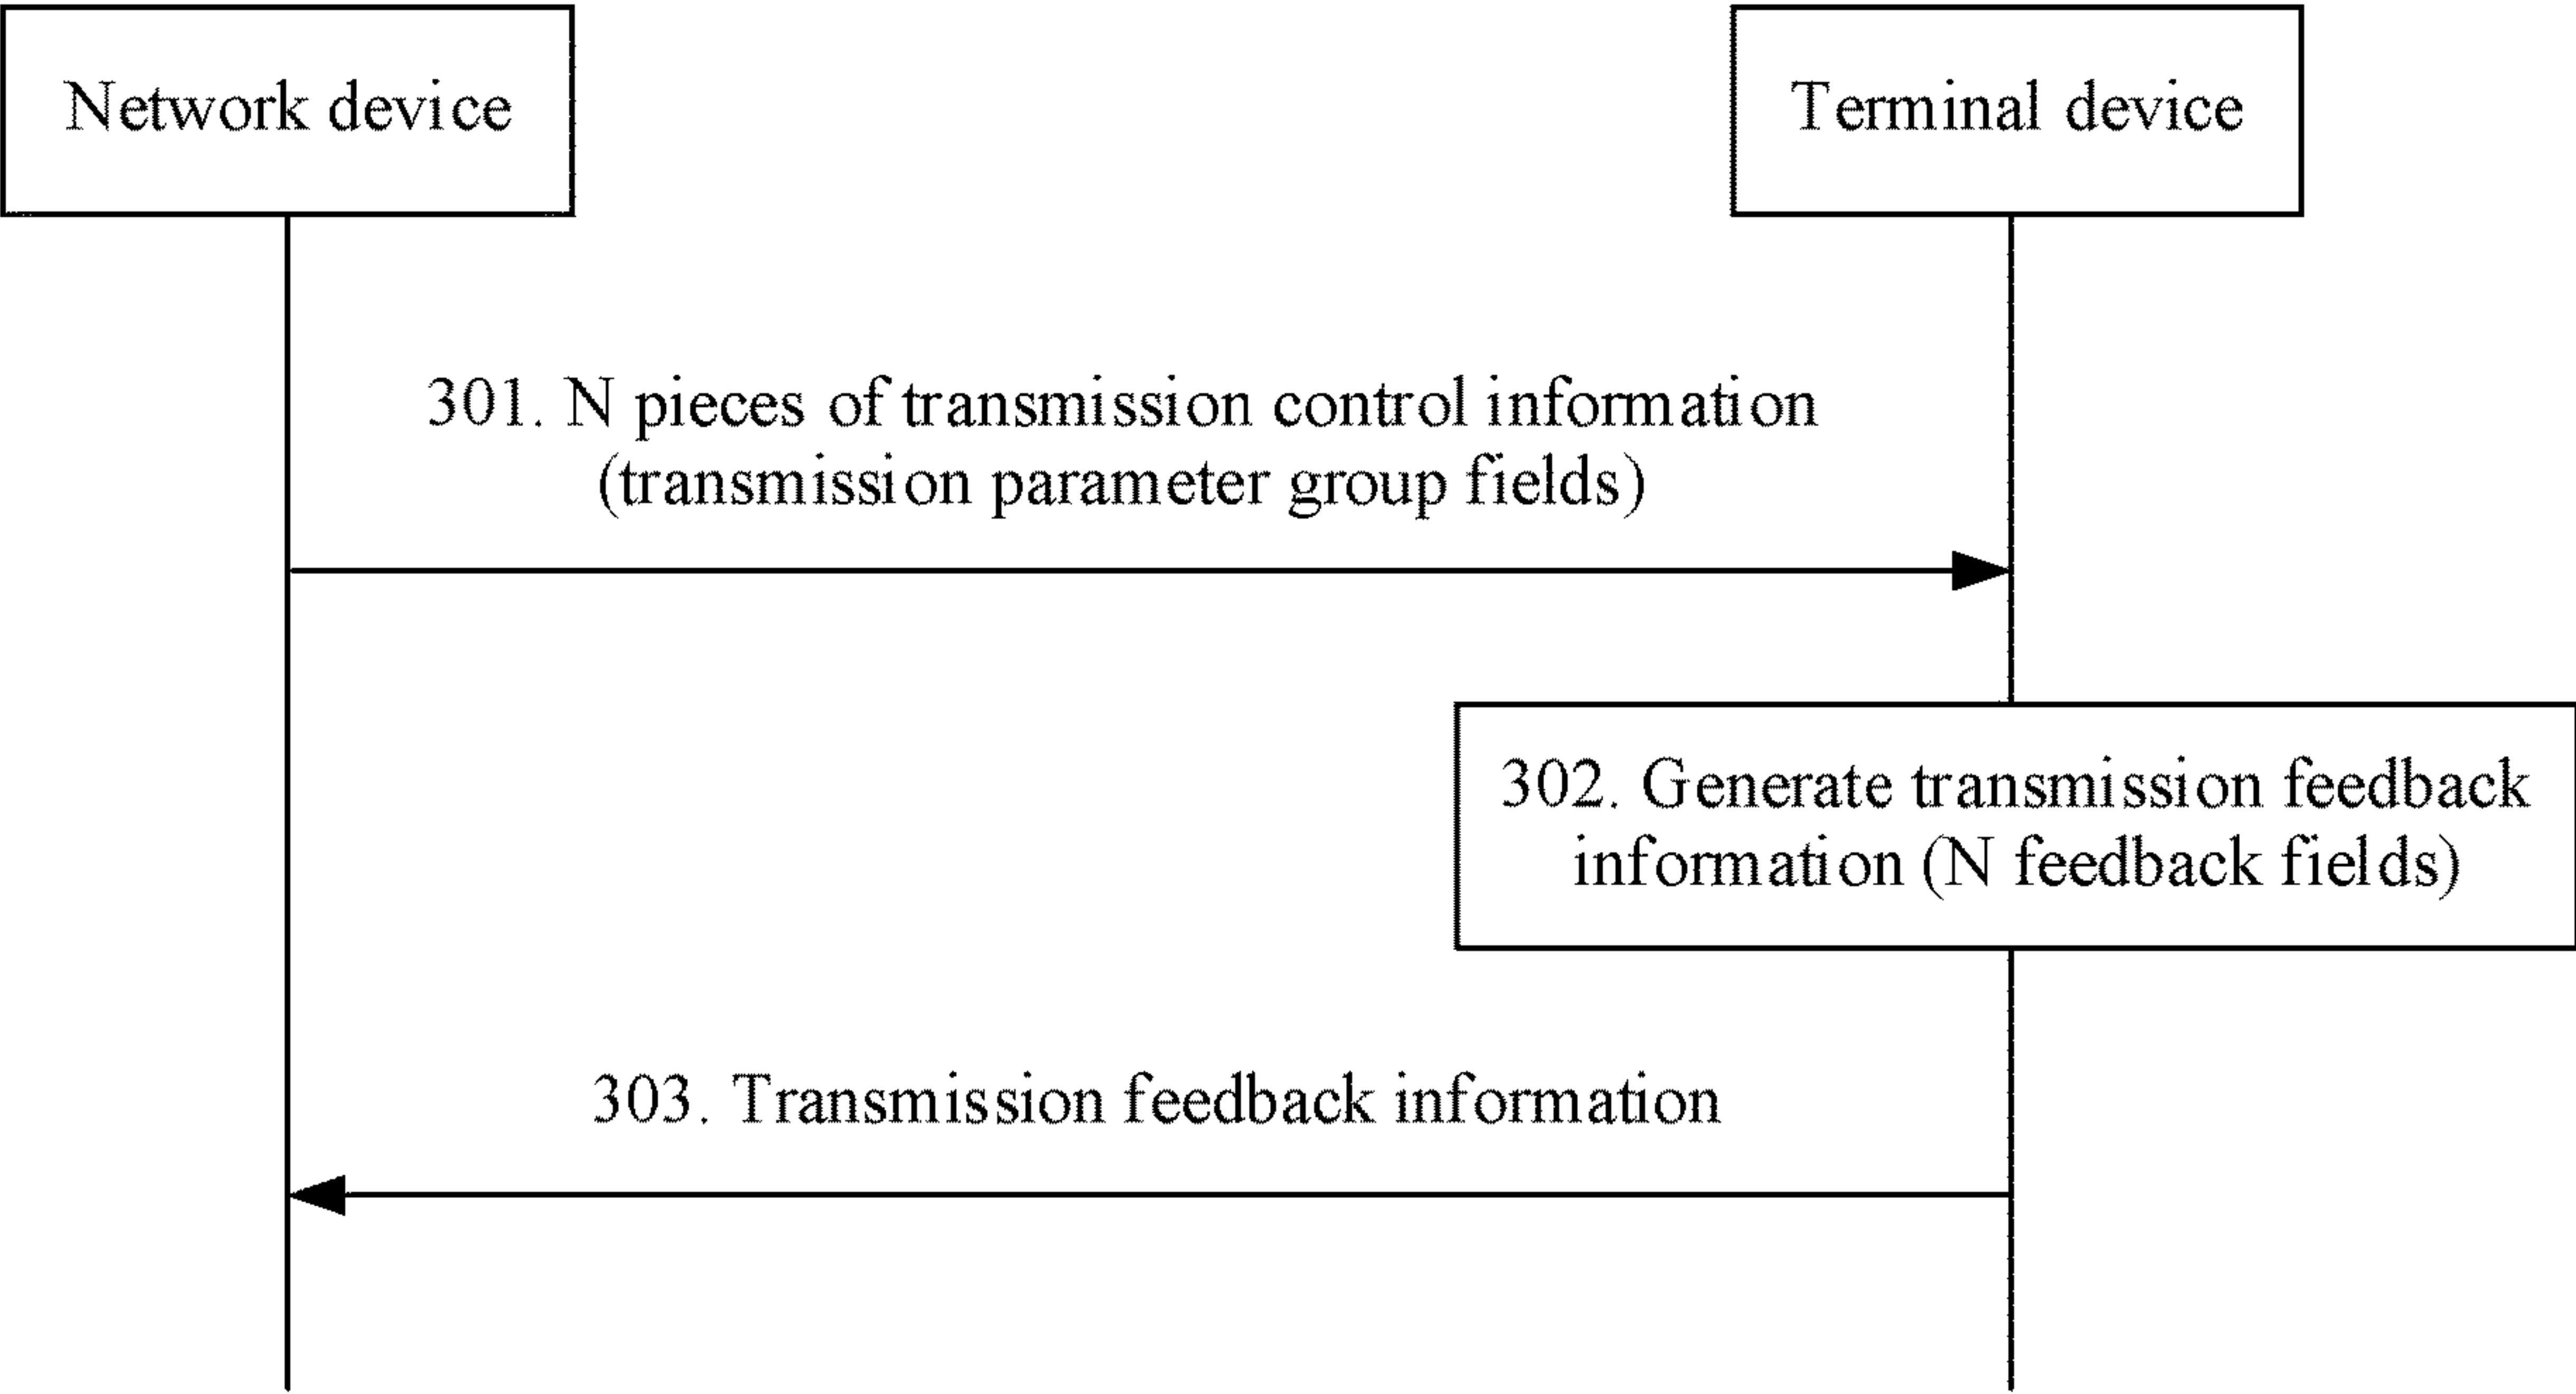 Network device
Terminal device
301. N pieces of transmission control information
(transmission parameter group fields)
302. Generate transmission feedback
information (N feedback fields)
303. Transmission feedback information